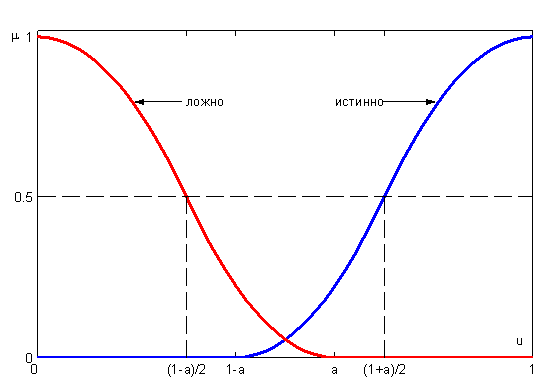 μ 1
ложно
истинно
0.5
u
0
0 (1-a)/2 1-a a (1+a)/2 1